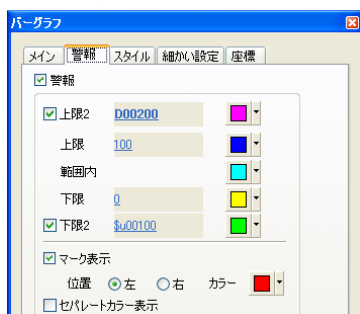 バーグラフ
メイン 警報 スタイル 細かい設定 座標
警報
上限2 D00200
上限 100
範囲内
下限 0
下限2 $u00100
マーク表示
位置 左 右 カラー
セパレートカラー表示